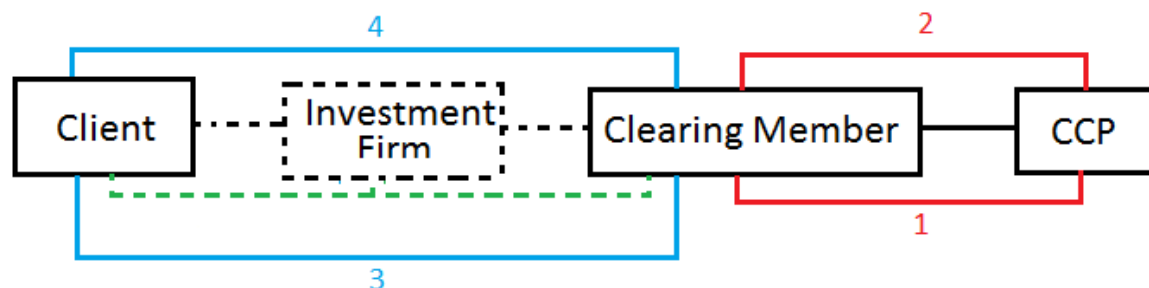 4
2
Client
Investment
Firm
Clearing Member
CCP
1
3